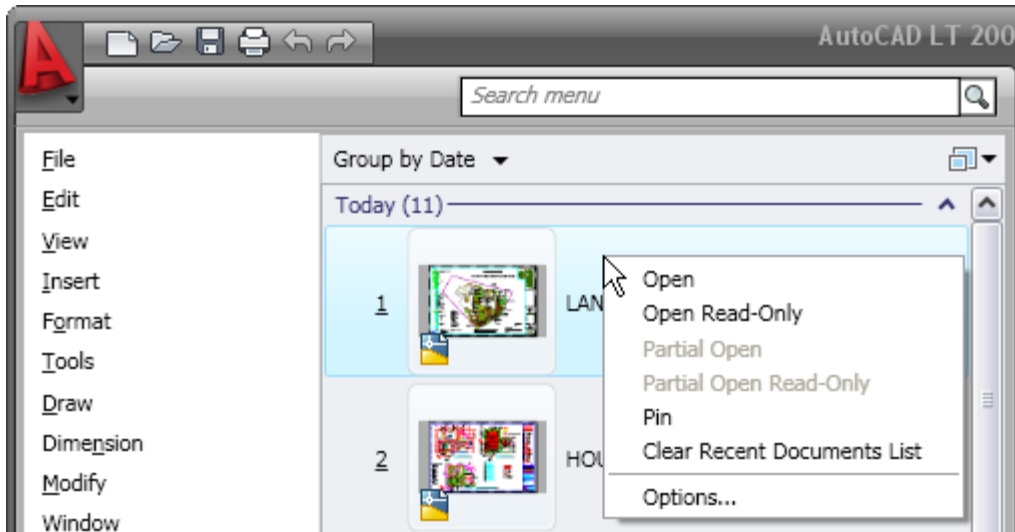 AutoCAD LT 200
Search menu
File
Edit
View
Insert
Format
Tools
Draw
Dimension
Modify
Window
Group by Date
Today (11)
1
LAN
2
HOU
Open
Open Read-Only
Partial Open
Partial Open Read-Only
Pin
Clear Recent Documents List
Options...